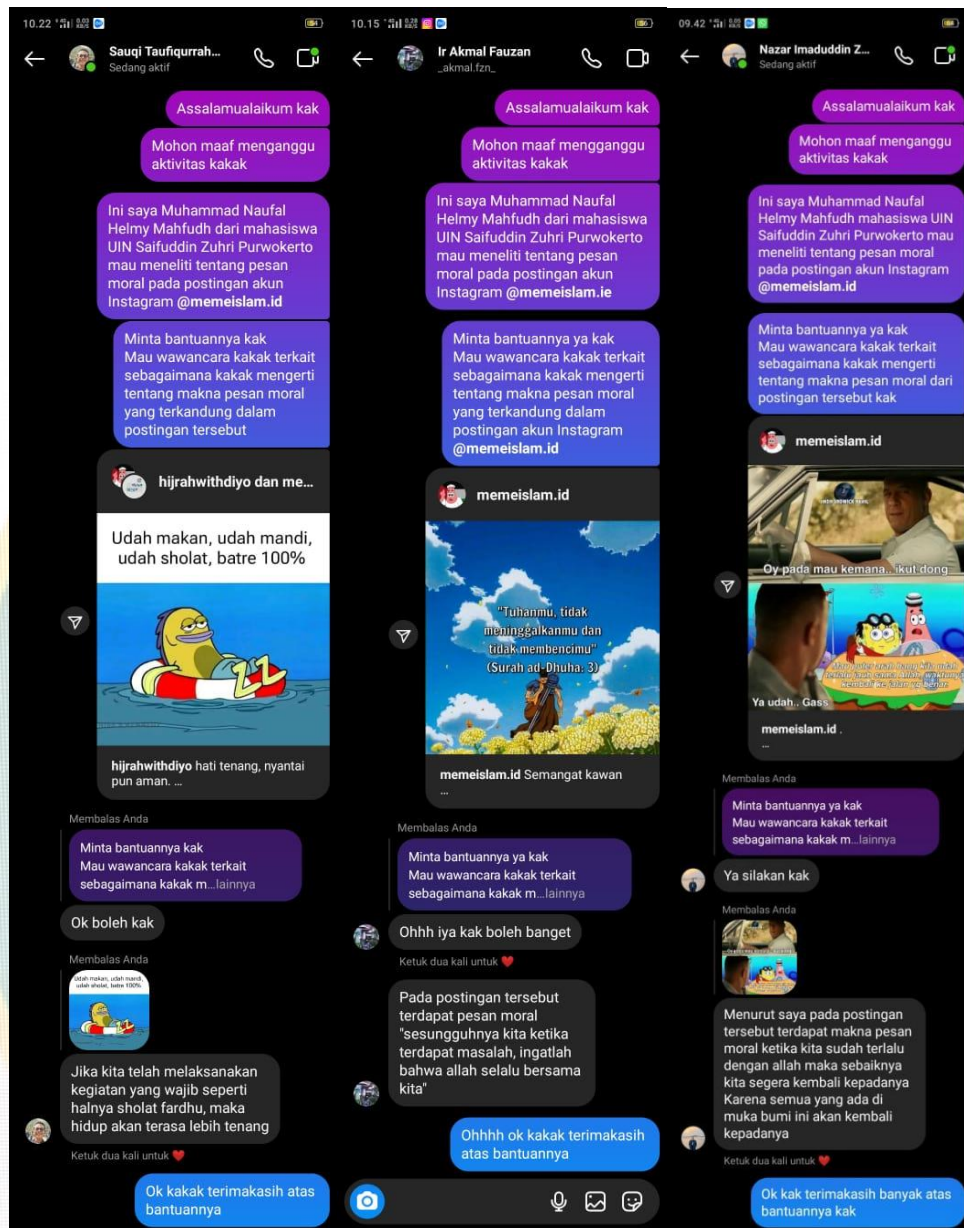 10.22
Sauqi Taufiqurrah...
Sedang aktif
Assalamualaikum kak
Mohon maaf menganggu
aktivitas kakak
Ini saya Muhammad Naufal
Helmy Mahfudh dari mahasiswa
UIN Saifuddin Zuhri Purwokerto
mau meneliti tentang pesan
moral pada postingan akun
Instagram @memeislam.id
Minta bantuannya kak
Mau wawancara kakak terkait
sebagaimana kakak mengerti
tentang makna pesan moral
yang terkandung dalam
postingan tersebut
hijrahwithdiyo dan me...
Udah makan, udah mandi,
udah sholat, batre 100%
hijrahwithdiyo hati tenang, nyantai
pun aman. ...
Membalas Anda
Minta bantuannya kak
Mau wawancara kakak terkait
sebagaimana kakak m...lainnya
Ok boleh kak
Membalas Anda
Udah makan, udah mandi,
udah sholat, batre 100%
Jika kita telah melaksanakan
kegiatan yang wajib seperti
halnya sholat fardhu, maka
hidup akan terasa lebih tenang
Ketuk dua kali untuk ❤️
Ok kakak terimakasih atas
bantuannya
10.15
Ir Akmal Fauzan
_akmal.fzn_
Assalamualaikum kak
Mohon maaf mengganggu
aktivitas kakak
Ini saya Muhammad Naufal
Helmy Mahfudh dari mahasiswa
UIN Saifuddin Zuhri Purwokerto
mau meneliti tentang pesan
moral pada postingan akun
Instagram @memeislam.ie
Minta bantuannya ya kak
Mau wawancara kakak terkait
sebagaimana kakak mengerti
tentang makna pesan moral
yang terkandung dalam
postingan akun Instagram
@memeislam.id
memeislam.id
"Tuhanmu, tidak
meninggalkanmu dan
tidak membencimu"
(Surah ad-Dhuha: 3)
memeislam.id Semangat kawan
...
Membalas Anda
Minta bantuannya ya kak
Mau wawancara kakak terkait
sebagaimana kakak m...lainnya
Ohhh iya kak boleh banget
Ketuk dua kali untuk ❤️
Pada postingan tersebut
terdapat pesan moral
"sesungguhnya kita ketika
terdapat masalah, ingatlah
bahwa allah selalu bersama
kita"
Ohhhh ok kakak terimakasih
atas bantuannya
09.42
Nazar Imaduddin Z...
Sedang aktif
Assalamualaikum kak
Mohon maaf menganggu
aktivitas kakak
Ini saya Muhammad Naufal
Helmy Mahfudh mahasiswa UIN
Saifuddin Zuhri Purwokerto mau
meneliti tentang pesan moral
pada postingan akun Instagram
@memeislam.id
Minta bantuannya ya kak
Mau wawancara kakak terkait
sebagaimana kakak mengerti
tentang makna pesan moral dari
postingan tersebut kak
memeislam.id
Oy pada mau kemana.. ikut dong
kembali ke jalan yg benar
Ya udah.. Gass
memeislam.id .
...
Membalas Anda
Minta bantuannya ya kak
Mau wawancara kakak terkait
sebagaimana kakak m...lainnya
Ya silakan kak
Membalas Anda
Menurut saya pada postingan
tersebut terdapat makna pesan
moral ketika kita sudah terlalu
dengan allah maka sebaiknya
kita segera kembali kepadanya
Karena semua yang ada di
muka bumi ini akan kembali
kepadanya
Ketuk dua kali untuk ❤️
Ok kak terimakasih banyak atas
bantuannya kak